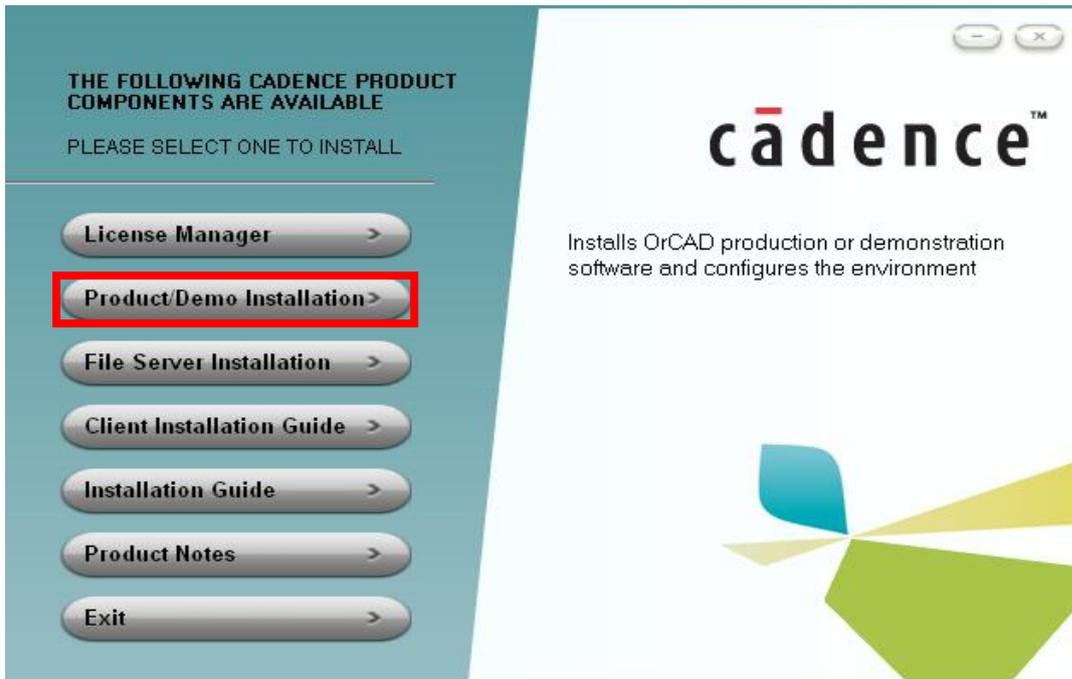 THE FOLLOWING CADENCE PRODUCT
COMPONENTS ARE AVAILABLE
PLEASE SELECT ONE TO INSTALL
License Manager >
Product/Demo Installation >
File Server Installation >
Client Installation Guide >
Installation Guide >
Product Notes >
Exit >
cādence™
Installs OrCAD production or demonstration
software and configures the environment